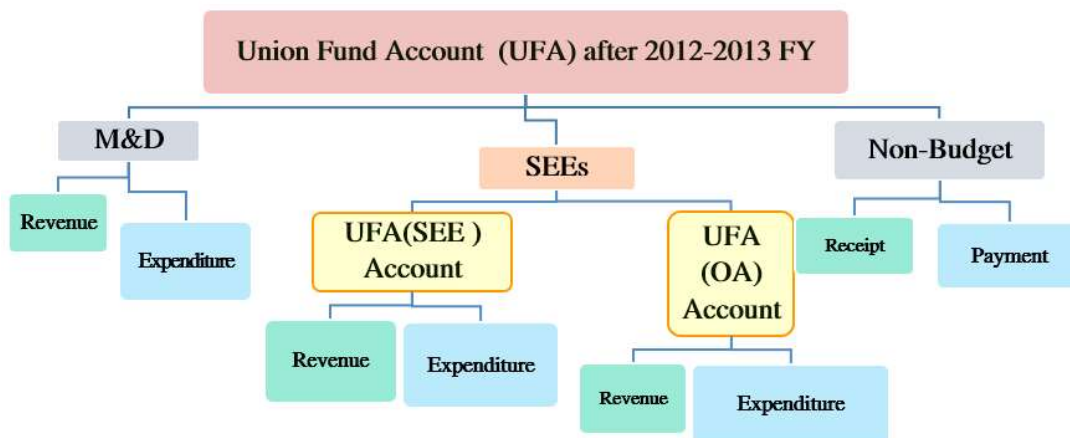 Union Fund Account (UFA) after 2012-2013 FY
M&D
SEEs
Non-Budget
Revenue
Expenditure
UFA(SEE )
Account
UFA
(OA)
Account
Receipt
Payment
Revenue
Expenditure
Revenue
Expenditure